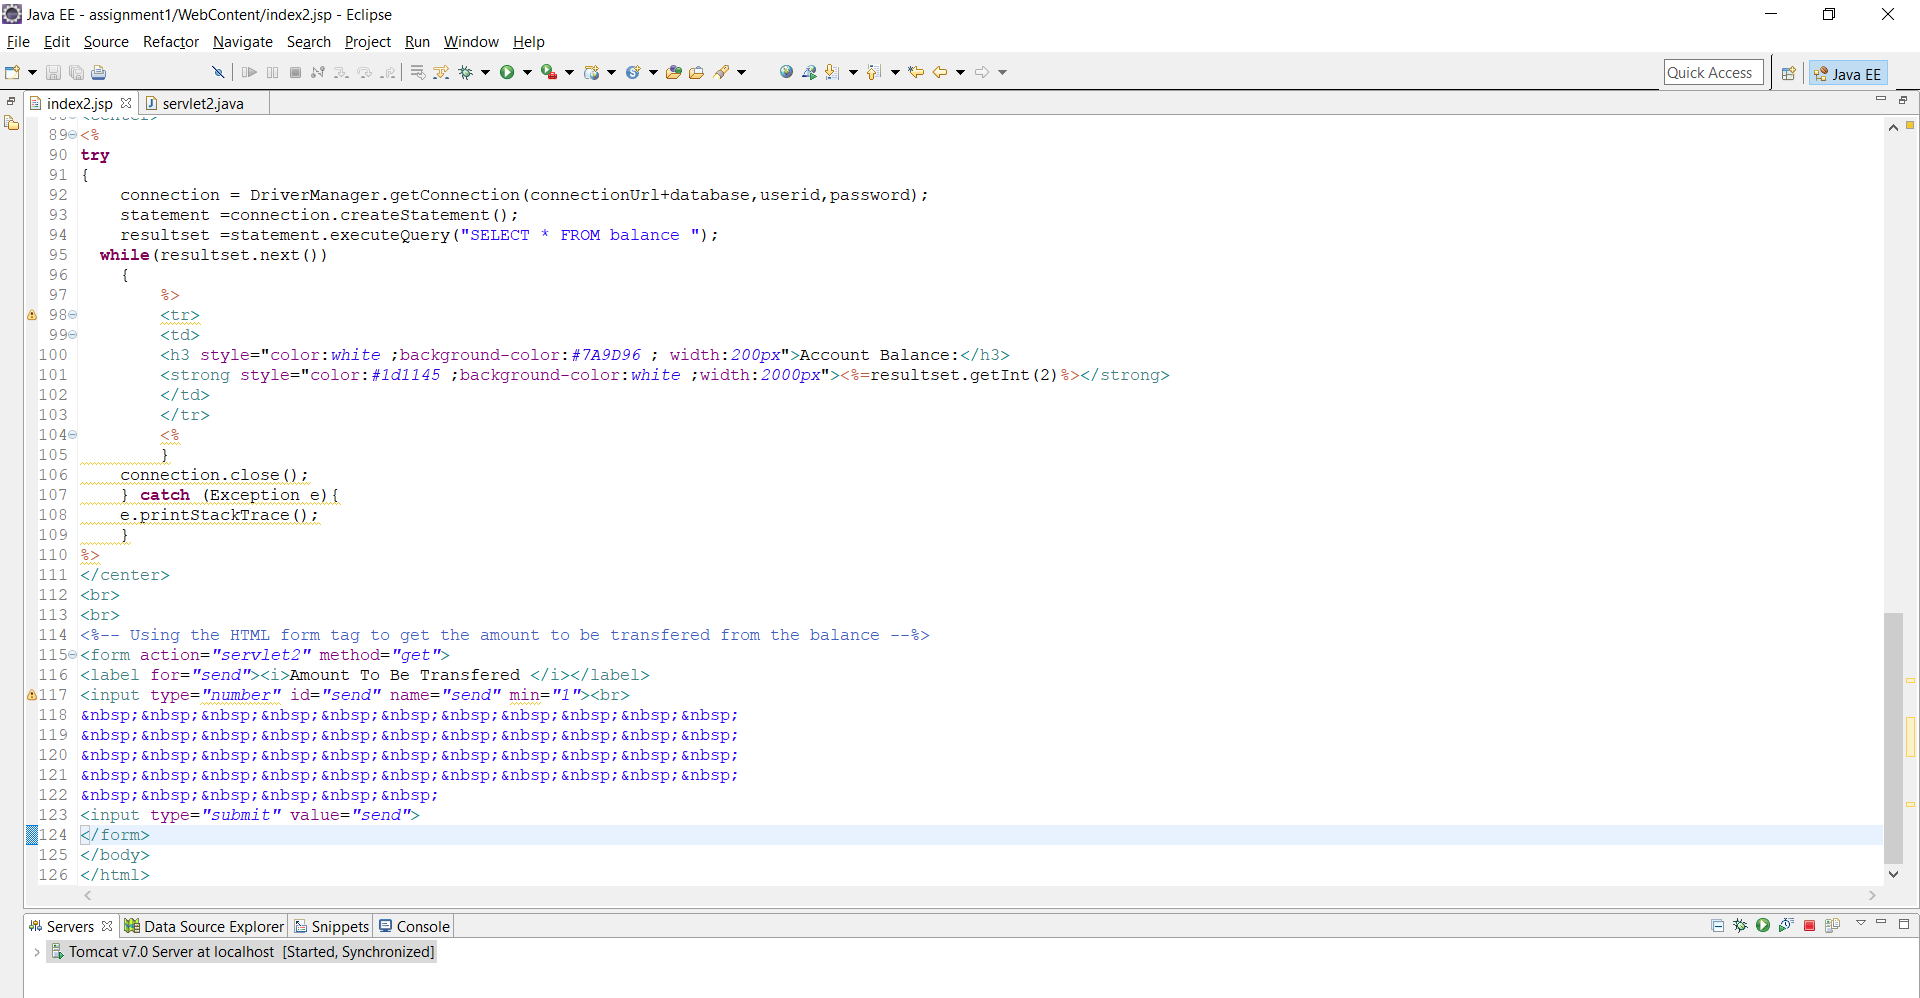 Java EE - assignment1/WebContent/index2.jsp - Eclipse
File Edit Source Refactor Navigate Search Project Run Window Help
Quick Access Java EE
index2.jsp servlet2.java
89 <%
90 try
91 {
92 connection = DriverManager.getConnection(connectionUrl+database,userid,password);
93 statement =connection.createStatement();
94 resultset =statement.executeQuery("SELECT * FROM balance ");
95 while(resultset.next())
96 {
97 %>
98 <tr>
99 <td>
100 <h3 style="color:white ;background-color:#7A9D96 ; width:200px">Account Balance:</h3>
101 <strong style="color:#1d1145 ;background-color:white ;width:2000px"><%=resultset.getInt(2)%></strong>
102 </td>
103 </tr>
104 <%
105 }
106 connection.close();
107 } catch (Exception e){
108 e.printStackTrace();
109 }
110 %>
111 </center>
112 <br>
113 <br>
114 <%-- Using the HTML form tag to get the amount to be transfered from the balance --%>
115 <form action="servlet2" method="get">
116 <label for="send"><i>Amount To Be Transfered </i></label>
117 <input type="number" id="send" name="send" min="1"><br>
118 &nbsp;&nbsp;&nbsp;&nbsp;&nbsp;&nbsp;&nbsp;&nbsp;&nbsp;&nbsp;&nbsp;
119 &nbsp;&nbsp;&nbsp;&nbsp;&nbsp;&nbsp;&nbsp;&nbsp;&nbsp;&nbsp;&nbsp;
120 &nbsp;&nbsp;&nbsp;&nbsp;&nbsp;&nbsp;&nbsp;&nbsp;&nbsp;&nbsp;&nbsp;
121 &nbsp;&nbsp;&nbsp;&nbsp;&nbsp;&nbsp;&nbsp;&nbsp;&nbsp;&nbsp;&nbsp;
122 &nbsp;&nbsp;&nbsp;&nbsp;&nbsp;&nbsp;
123 <input type="submit" value="send">
124 </form>
125 </body>
126 </html>
Servers Data Source Explorer Snippets Console
Tomcat v7.0 Server at localhost [Started, Synchronized]